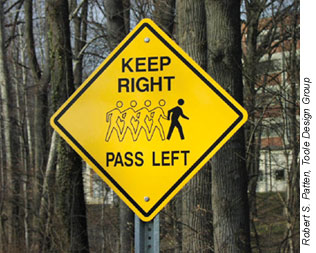 KEEP
RIGHT
PASS LEFT
Robert S. Patten, Toole Design Group